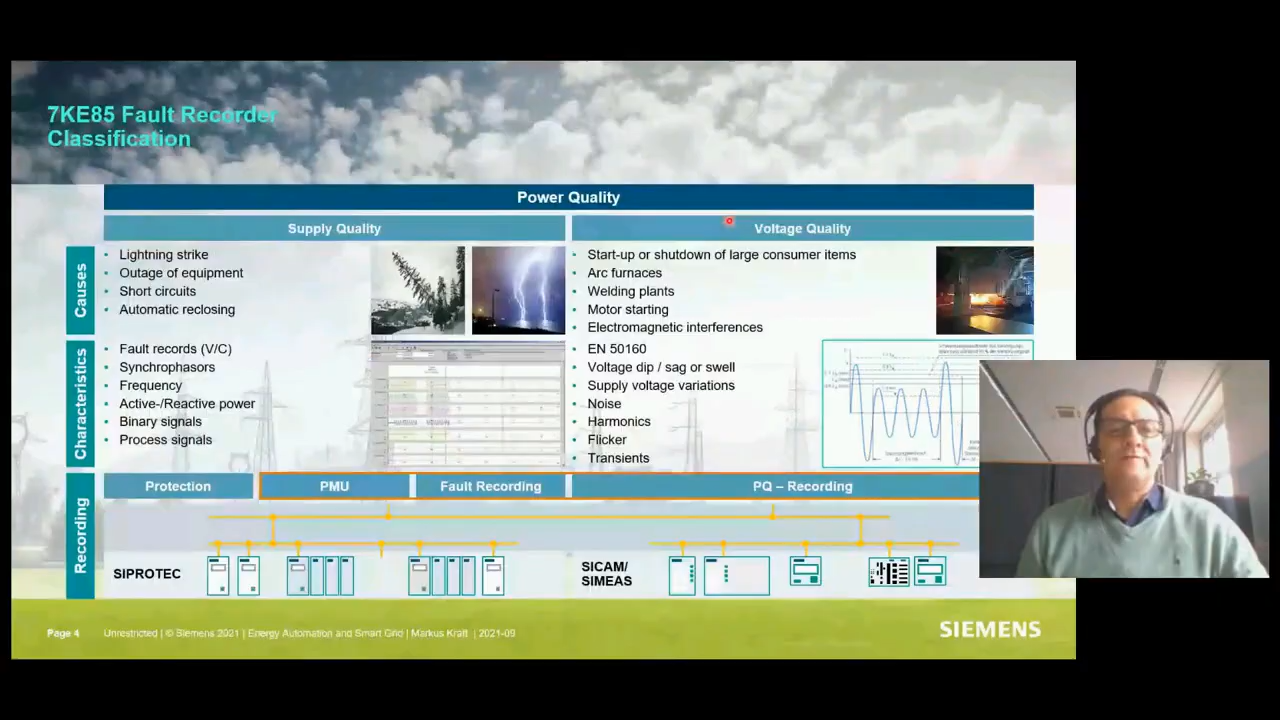 7KE85 Fault Recorder
Classification
Power Quality
Supply Quality
Voltage Quality
Causes
• Lightning strike
• Outage of equipment
• Short circuits
• Automatic reclosing
• Start-up or shutdown of large consumer items
• Arc furnaces
• Welding plants
• Motor starting
• Electromagnetic interferences
Characteristics
• Fault records (V/C)
• Synchrophasors
• Frequency
• Active-/Reactive power
• Binary signals
• Process signals
• EN 50160
• Voltage dip / sag or swell
• Supply voltage variations
• Noise
• Harmonics
• Flicker
• Transients
Recording
Protection
PMU
Fault Recording
PQ – Recording
SIPROTEC
SICAM/
SIMEAS
Page 4
Unrestricted | © Siemens 2021 | Energy Automation and Smart Grid | Markus Kraft | 2021-09
SIEMENS